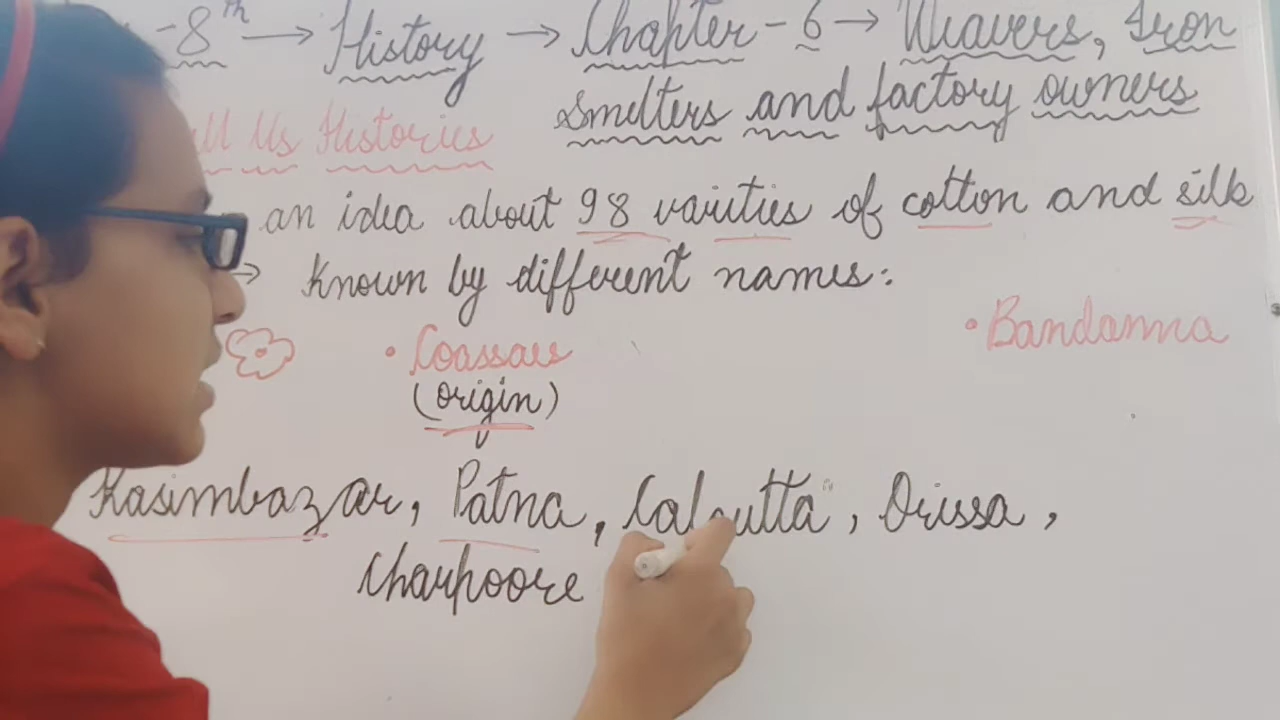 -8th → History → Chapter - 6 → Weavers, Iron
Smelters and factory owners
Us Histories
an idea about 98 varities of cotton and silk
→ Known by different names:
• Cossaes
• Bandanna
(origin)
Kasimbazar, Patna, Calcutta, Orissa,
Charpoore